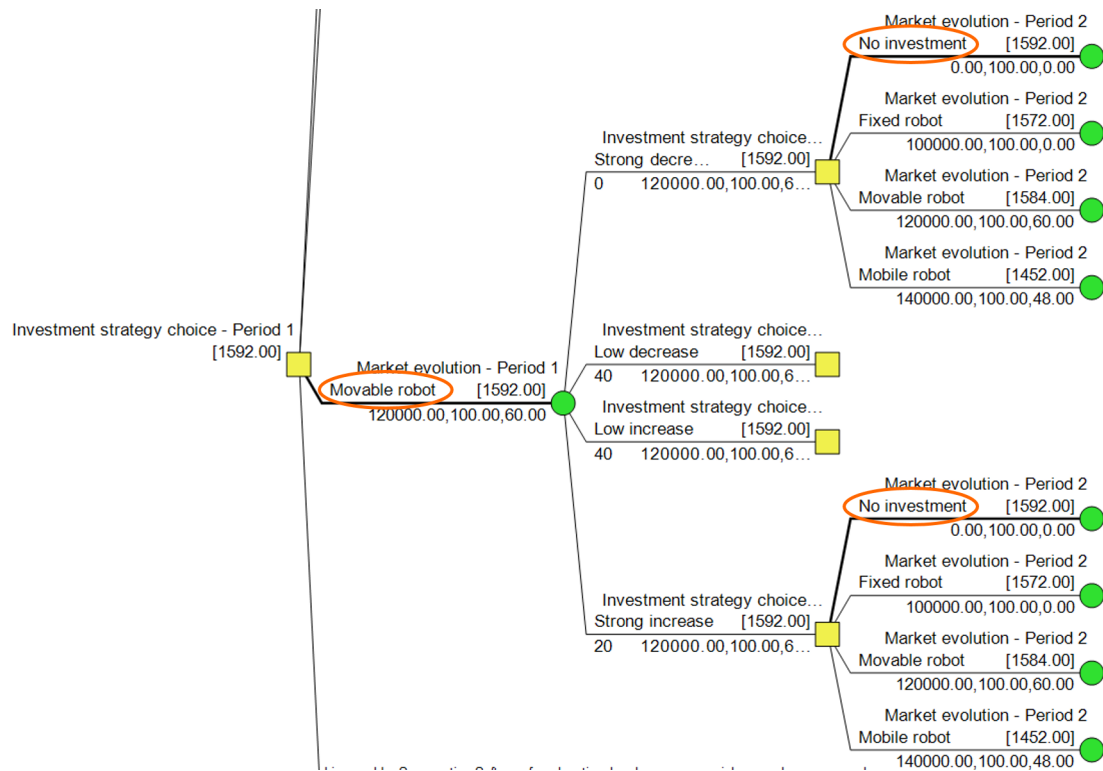 Market evolution - Period 2
No investment [1592.00]
0.00,100.00,0.00
Market evolution - Period 2
Fixed robot [1572.00]
100000.00,100.00,0.00
Market evolution - Period 2
Movable robot [1584.00]
120000.00,100.00,60.00
Market evolution - Period 2
Mobile robot [1452.00]
140000.00,100.00,48.00
Investment strategy choice…
Strong decre… [1592.00]
0 120000.00,100.00,6…
Investment strategy choice - Period 1
[1592.00]
Market evolution - Period 1
Movable robot [1592.00]
120000.00,100.00,60.00
Investment strategy choice…
Low decrease [1592.00]
40 120000.00,100.00,6…
Investment strategy choice…
Low increase [1592.00]
40 120000.00,100.00,6…
Investment strategy choice…
Strong increase [1592.00]
20 120000.00,100.00,6…
Market evolution - Period 2
No investment [1592.00]
0.00,100.00,0.00
Market evolution - Period 2
Fixed robot [1572.00]
100000.00,100.00,0.00
Market evolution - Period 2
Movable robot [1584.00]
120000.00,100.00,60.00
Market evolution - Period 2
Mobile robot [1452.00]
140000.00,100.00,48.00